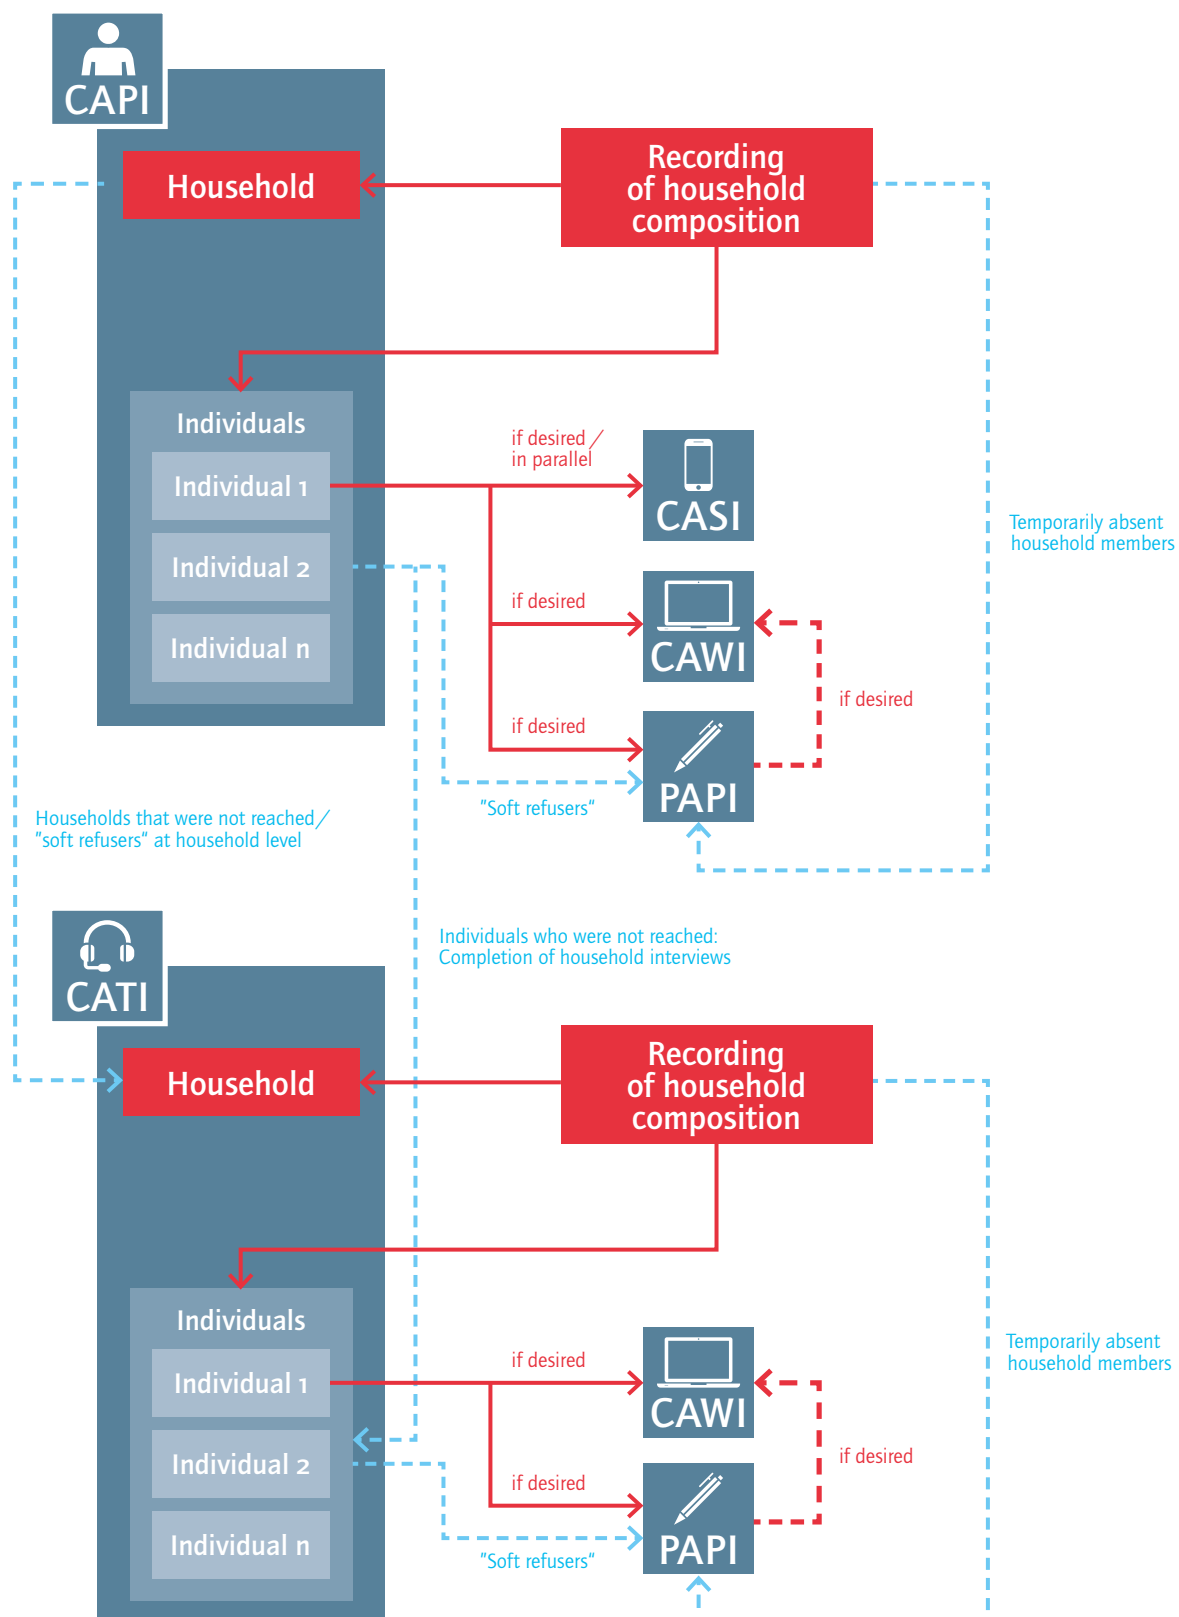 CAPI
Household
Recording
of household
composition
Individuals
Individual 1
Individual 2
Individual n
if desired /
in parallel
CASI
if desired
CAWI
if desired
if desired
PAPI
"Soft refusers"
Temporarily absent
household members
Households that were not reached/
"soft refusers" at household level
Individuals who were not reached:
Completion of household interviews
CATI
Household
Recording
of household
composition
Individuals
Individual 1
Individual 2
Individual n
if desired
CAWI
if desired
if desired
PAPI
"Soft refusers"
Temporarily absent
household members